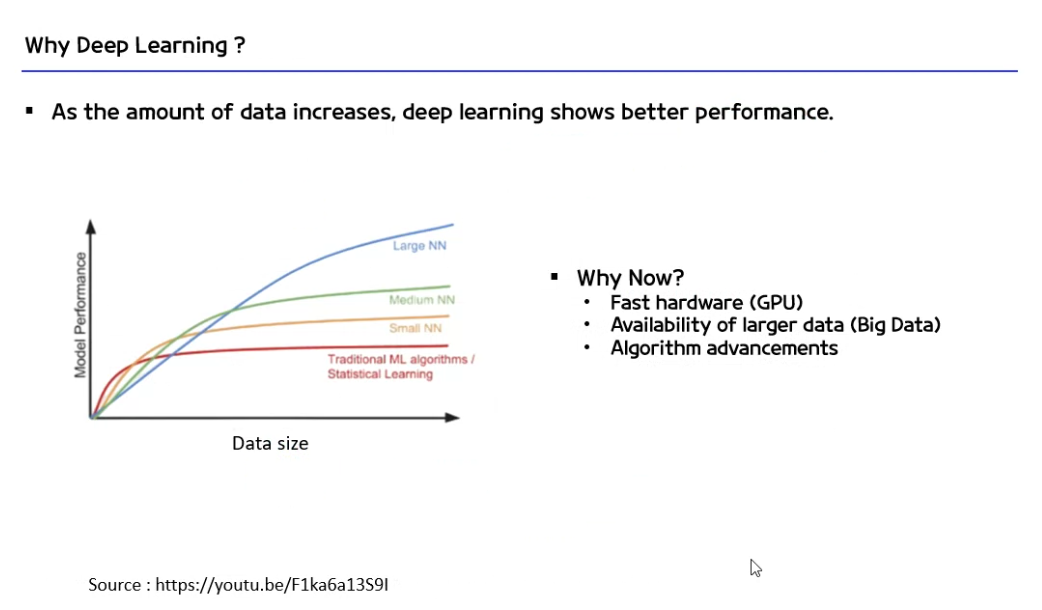 Why Deep Learning ?
▪ As the amount of data increases, deep learning shows better performance.
Model Performance
Large NN
Medium NN
Small NN
Traditional ML algorithms /
Statistical Learning
Data size
▪ Why Now?
• Fast hardware (GPU)
• Availability of larger data (Big Data)
• Algorithm advancements
Source : https://youtu.be/F1ka6a13S9I